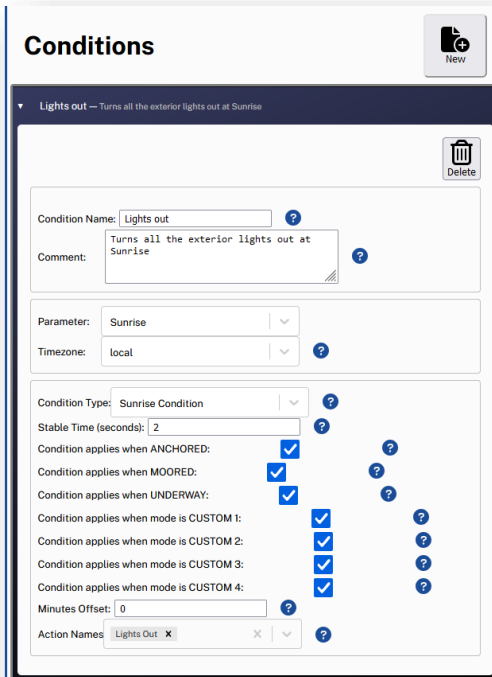 Conditions
New
Lights out — Turns all the exterior lights out at Sunrise
Delete
Condition Name: Lights out ?
Comment: Turns all the exterior lights out at
Sunrise ?
Parameter: Sunrise
Timezone: local ?
Condition Type: Sunrise Condition ?
Stable Time (seconds): 2 ?
Condition applies when ANCHORED: ?
Condition applies when MOORED: ?
Condition applies when UNDERWAY: ?
Condition applies when mode is CUSTOM 1: ?
Condition applies when mode is CUSTOM 2: ?
Condition applies when mode is CUSTOM 3: ?
Condition applies when mode is CUSTOM 4: ?
Minutes Offset: 0 ?
Action Names Lights Out ?